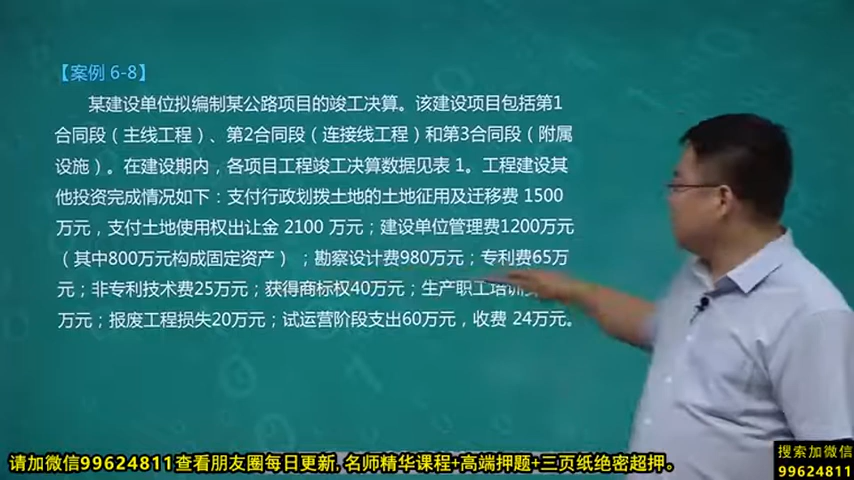 【案例 6-8】
某建设单位拟编制某公路项目的竣工决算。该建设项目包括第1
合同段（主线工程）、第2合同段（连接线工程）和第3合同段（附属
设施）。在建设期内，各项目工程竣工决算数据见表 1。工程建设其
他投资完成情况如下：支付行政划拨土地的土地征用及迁移费 1500
万元，支付土地使用权出让金 2100 万元；建设单位管理费1200万元
（其中800万元构成固定资产）；勘察设计费980万元；专利费65万
元；非专利技术费25万元；获得商标权40万元；生产职工培训
万元；报废工程损失20万元；试运营阶段支出60万元，收费 24万元。
请加微信99624811查看朋友圈每日更新,名师精华课程+高端押题+三页纸绝密超押。
搜索加微信
99624811